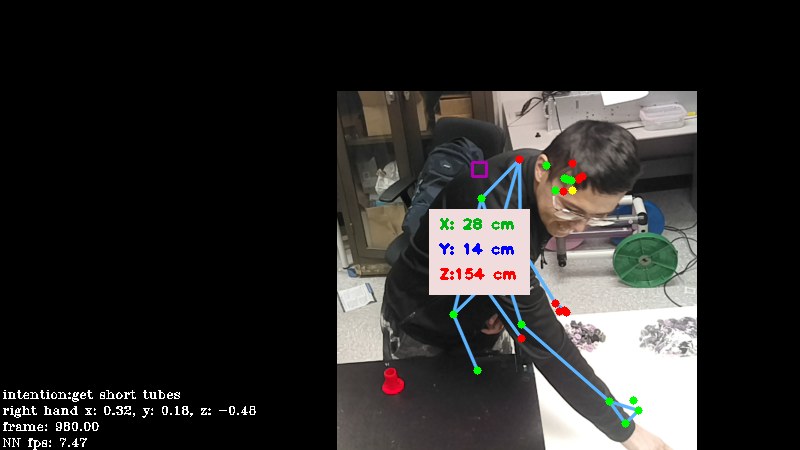 X: 28 cm
Y: 14 cm
Z:154 cm
intention:get short tubes
right hand x: 0.32, y: 0.18, z: −0.48
frame: 980.00
NN fps: 7.47